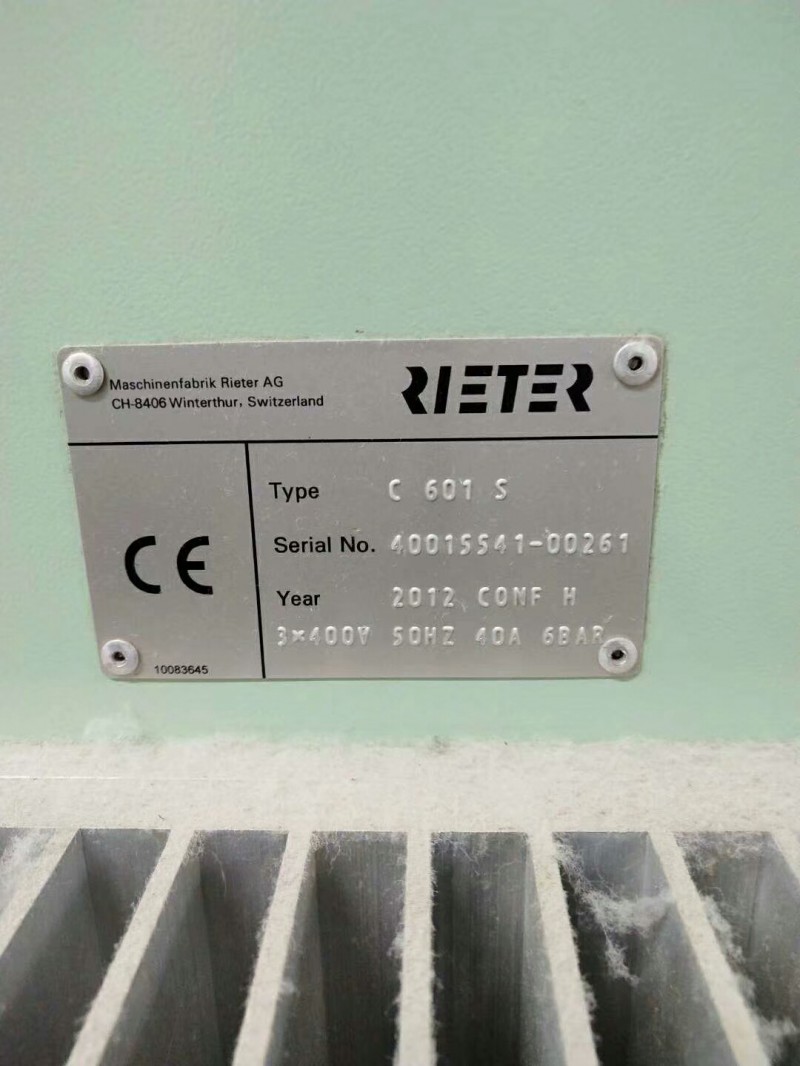 Maschinenfabrik Rieter AG
CH-8406 Winterthur, Switzerland
RIETER
CE
Type C 601 S
Serial No. 40015541-00261
Year 2012 CONF H
3×400V 50HZ 40A 6BAR
10083645